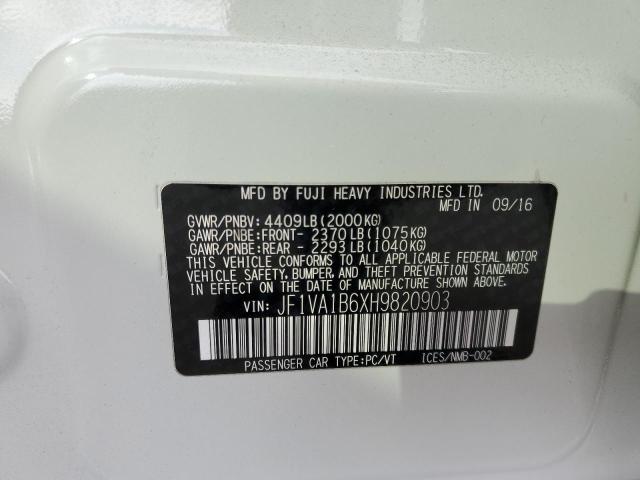 MFD BY FUJI HEAVY INDUSTRIES LTD.
MFD IN 09/16
GVWR/PNBV: 4409LB(2000KG)
GAWR/PNBE:FRONT- 2370LB(1075KG)
GAWR/PNBE:REAR - 2293LB(1040KG)
THIS VEHICLE CONFORMS TO ALL APPLICABLE FEDERAL MOTOR
VEHICLE SAFETY, BUMPER, AND THEFT PREVENTION STANDARDS
IN EFFECT ON THE DATE OF MANUFACTURE SHOWN ABOVE.
VIN: JF1VA1B6XH9820903
PASSENGER CAR TYPE:PC/VT ICES/NMB-002